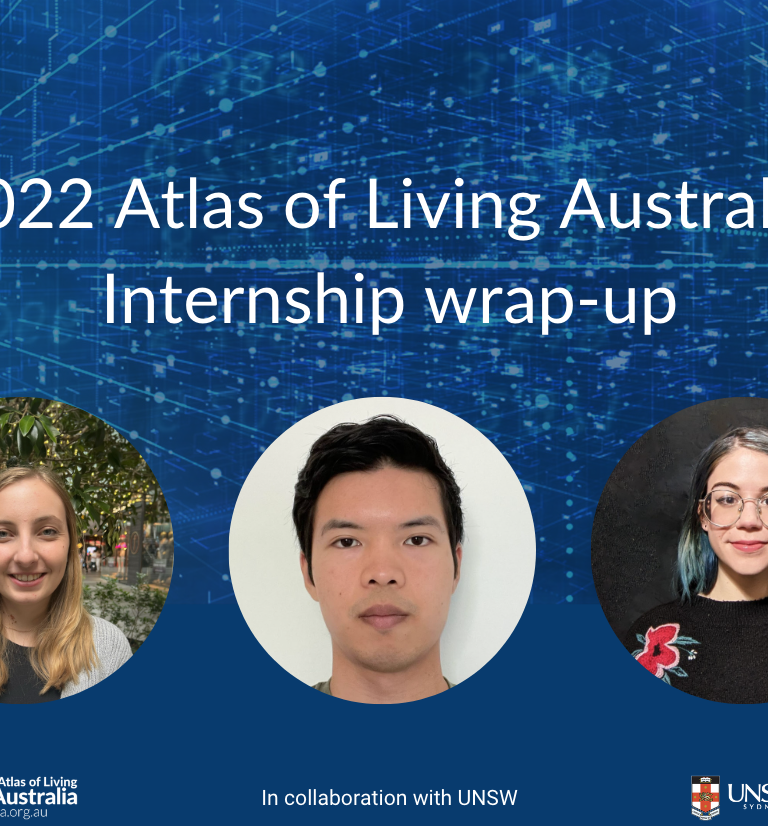 022 Atlas of Living Austral
Internship wrap-up
Atlas of Living
Australia
a.org.au
In collaboration with UNSW
UNS
SYDN